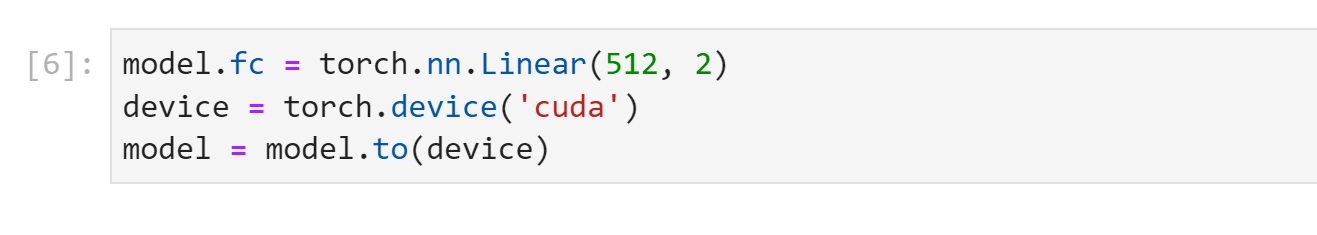 [6]: model.fc = torch.nn.Linear(512, 2)
device = torch.device('cuda')
model = model.to(device)